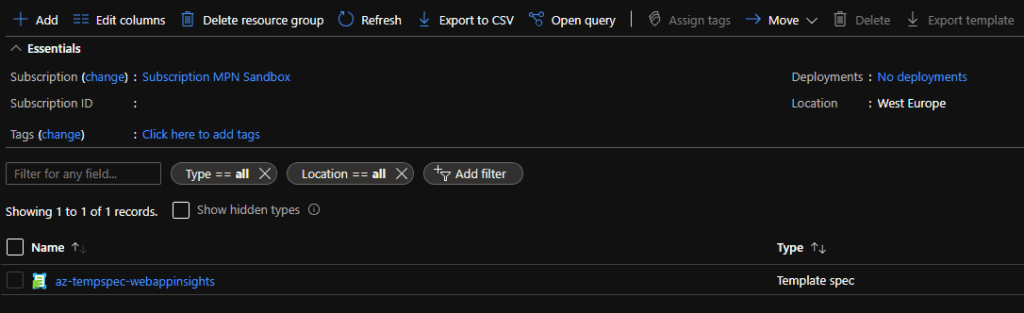 Add Edit columns Delete resource group Refresh Export to CSV Open query Assign tags Move Delete Export template
Essentials
Subscription (change) : Subscription MPN Sandbox Deployments : No deployments
Subscription ID : Location : West Europe
Tags (change) : Click here to add tags
Filter for any field... Type == all Location == all Add filter
Showing 1 to 1 of 1 records. Show hidden types
Name Type
az-tempspec-webappinsights Template spec